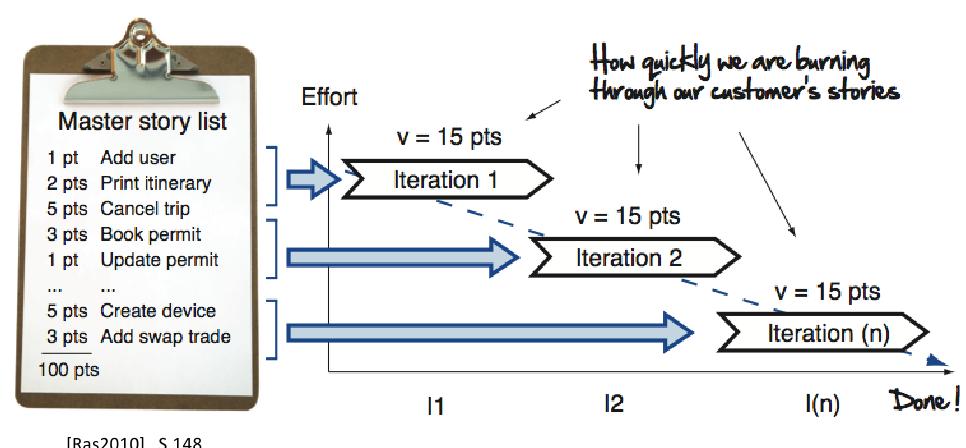 How quickly we are burning
through our customer's stories
Effort
Master story list
1 pt Add user
2 pts Print itinerary
5 pts Cancel trip
3 pts Book permit
1 pt Update permit
... ...
5 pts Create device
3 pts Add swap trade
100 pts
v = 15 pts
Iteration 1
v = 15 pts
Iteration 2
v = 15 pts
Iteration (n)
I1 I2 I(n) Done!
[Ras2010] S.148